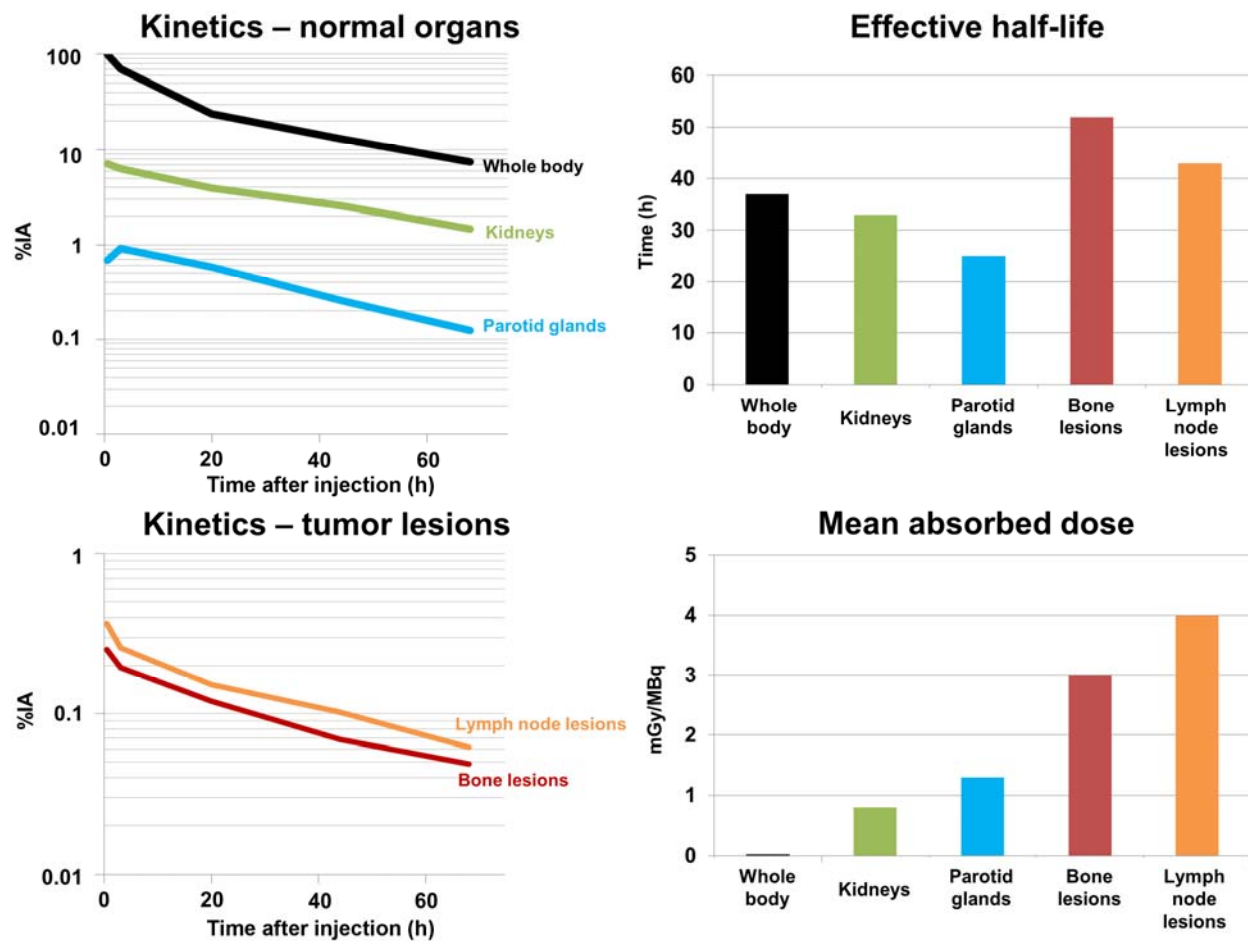 Kinetics – normal organs
100
10
1
0.1
0.01
%IA
Whole body
Kidneys
Parotid glands
0 20 40 60
Time after injection (h)
Effective half-life
60
50
40
30
20
10
0
Time (h)
Whole body
Kidneys
Parotid glands
Bone lesions
Lymph node lesions
Kinetics – tumor lesions
1
0.1
0.01
%IA
Lymph node lesions
Bone lesions
0 20 40 60
Time after injection (h)
Mean absorbed dose
5
4
3
2
1
0
mGy/MBq
Whole body
Kidneys
Parotid glands
Bone lesions
Lymph node lesions